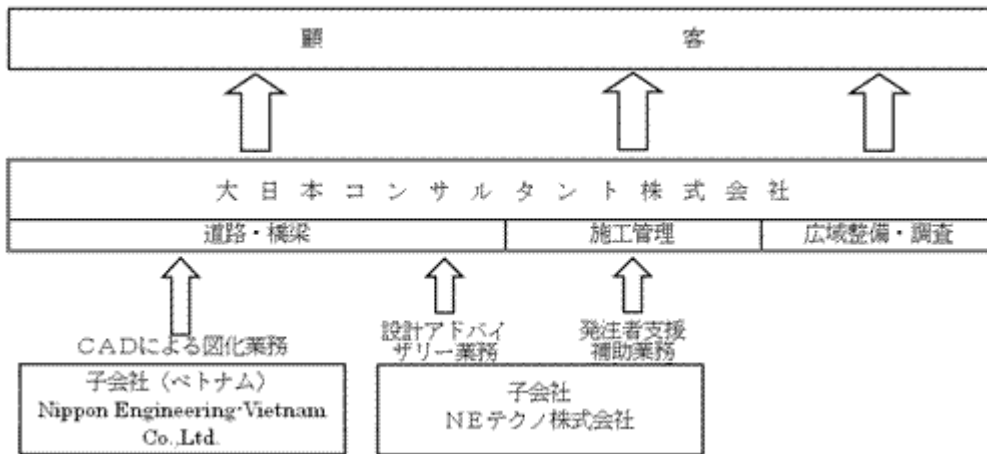 顧客
大日本コンサルタント株式会社
道路・橋梁 施工管理 広域整備・調査
CADによる図化業務
設計アドバイ
ザリー業務
発注者支援
補助業務
子会社（ベトナム）
Nippon Engineering-Vietnam
Co.,Ltd.
子会社
NEテクノ株式会社